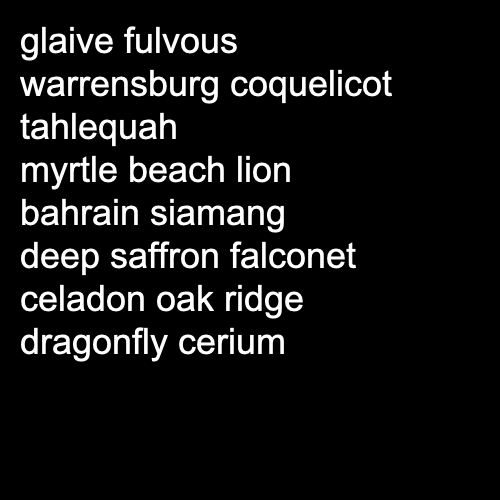 glaive fulvous
warrensburg coquelicot
tahlequah
myrtle beach lion
bahrain siamang
deep saffron falconet
celadon oak ridge
dragonfly cerium